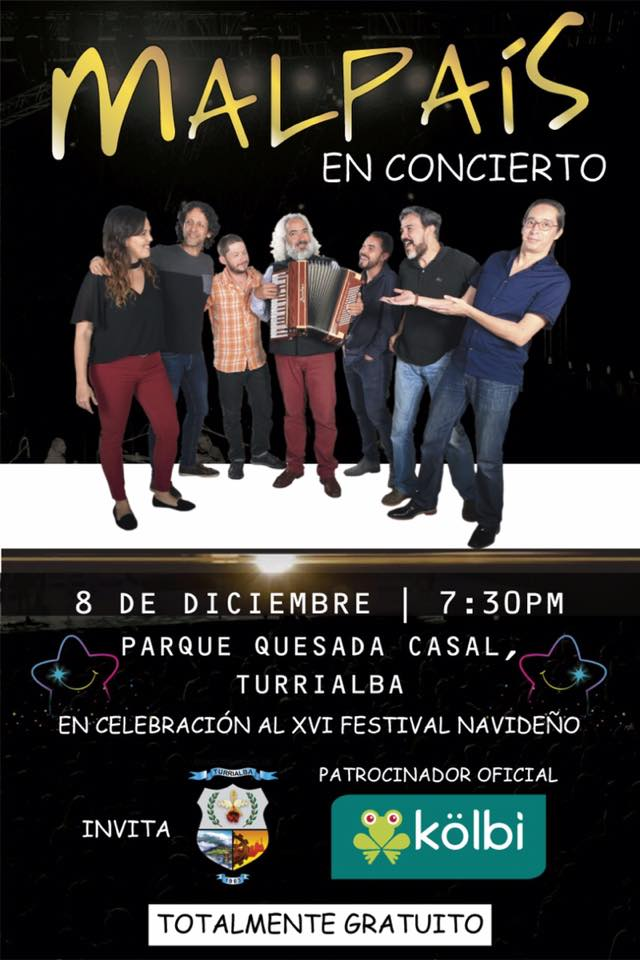 MALPAÍS
EN CONCIERTO
8 DE DICIEMBRE | 7:30PM
PARQUE QUESADA CASAL,
TURRIALBA
EN CELEBRACIÓN AL XVI FESTIVAL NAVIDEÑO
PATROCINADOR OFICIAL
INVITA
TURRIALBA
1903
kölbi
TOTALMENTE GRATUITO